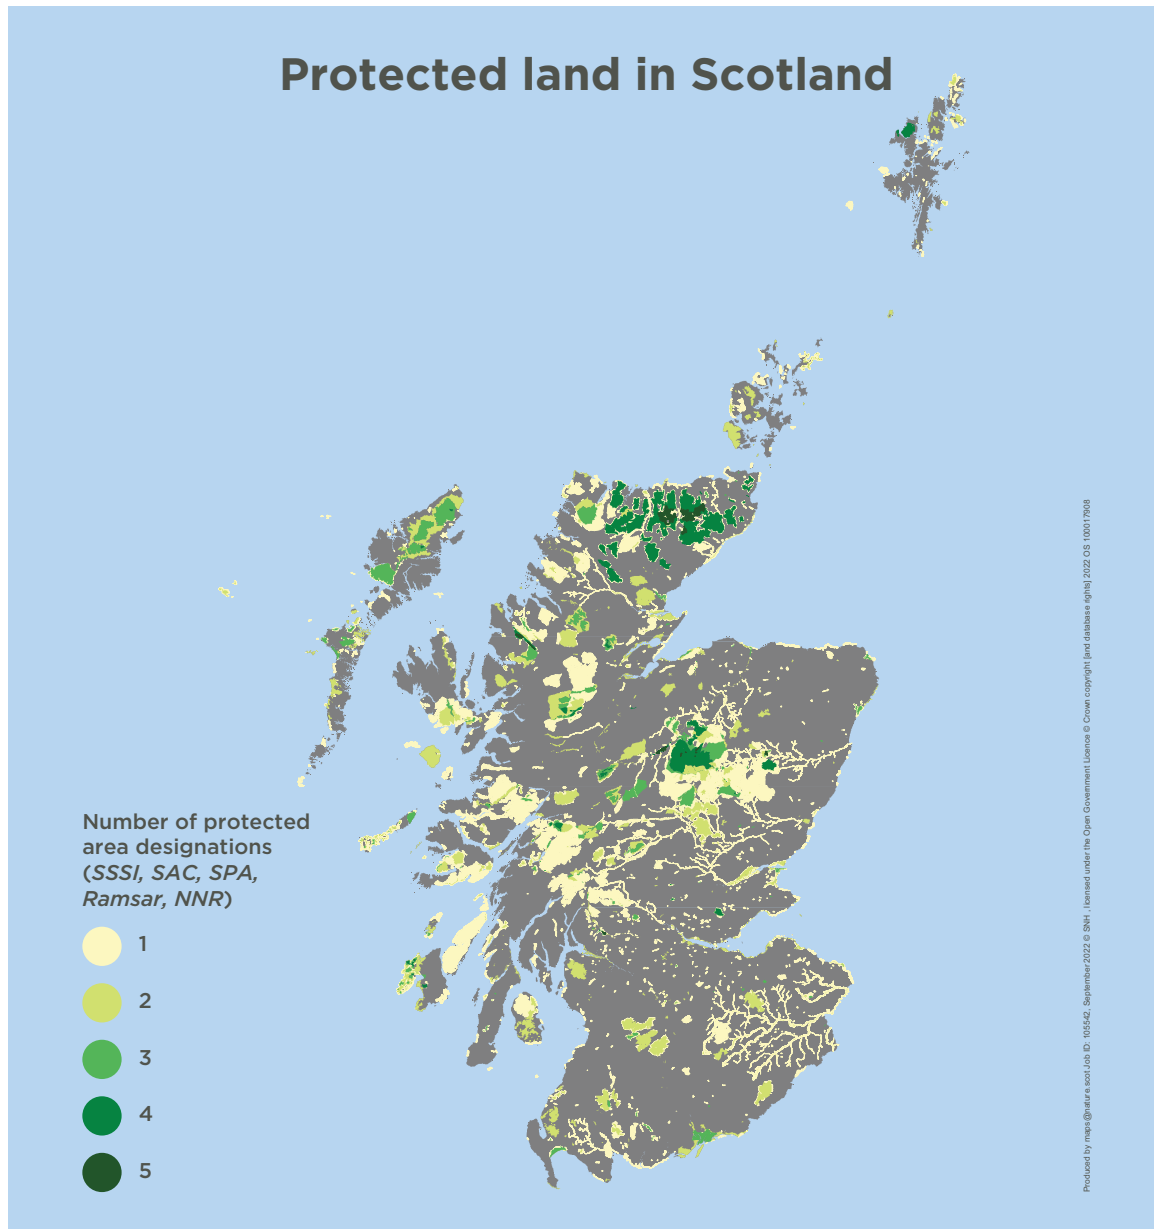 Protected land in Scotland
Number of protected
area designations
(SSSI, SAC, SPA,
Ramsar, NNR)
1
2
3
4
5
Produced by maps@nature.scot Job ID: 105542, September 2022 © SNH , licensed under the Open Government Licence © Crown copyright [and database rights] 2022 OS 100017908